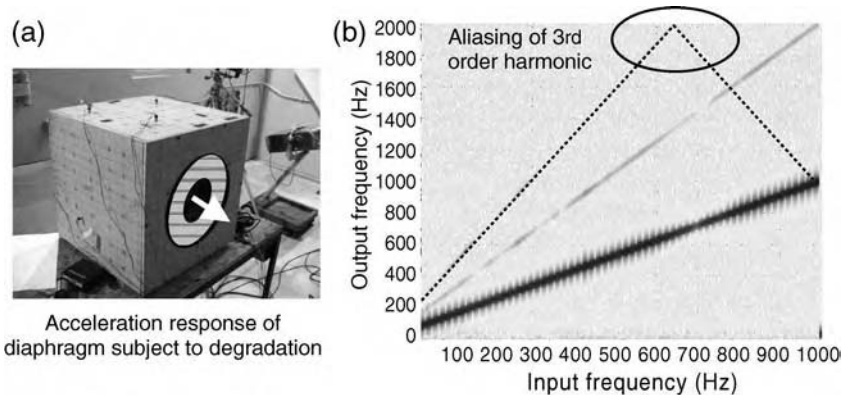 (a)
Acceleration response of
diaphragm subject to degradation
(b)
Aliasing of 3rd
order harmonic
Output frequency (Hz)
2000
1800
1600
1400
1200
1000
800
600
400
200
0
100 200 300 400 500 600 700 800 900 1000
Input frequency (Hz)